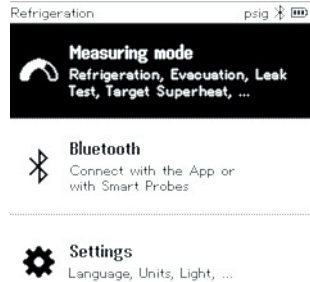 Refrigeration psig
Measuring mode
Refrigeration, Evacuation, Leak
Test, Target Superheat, ...
Bluetooth
Connect with the App or
with Smart Probes
Settings
Language, Units, Light, ...